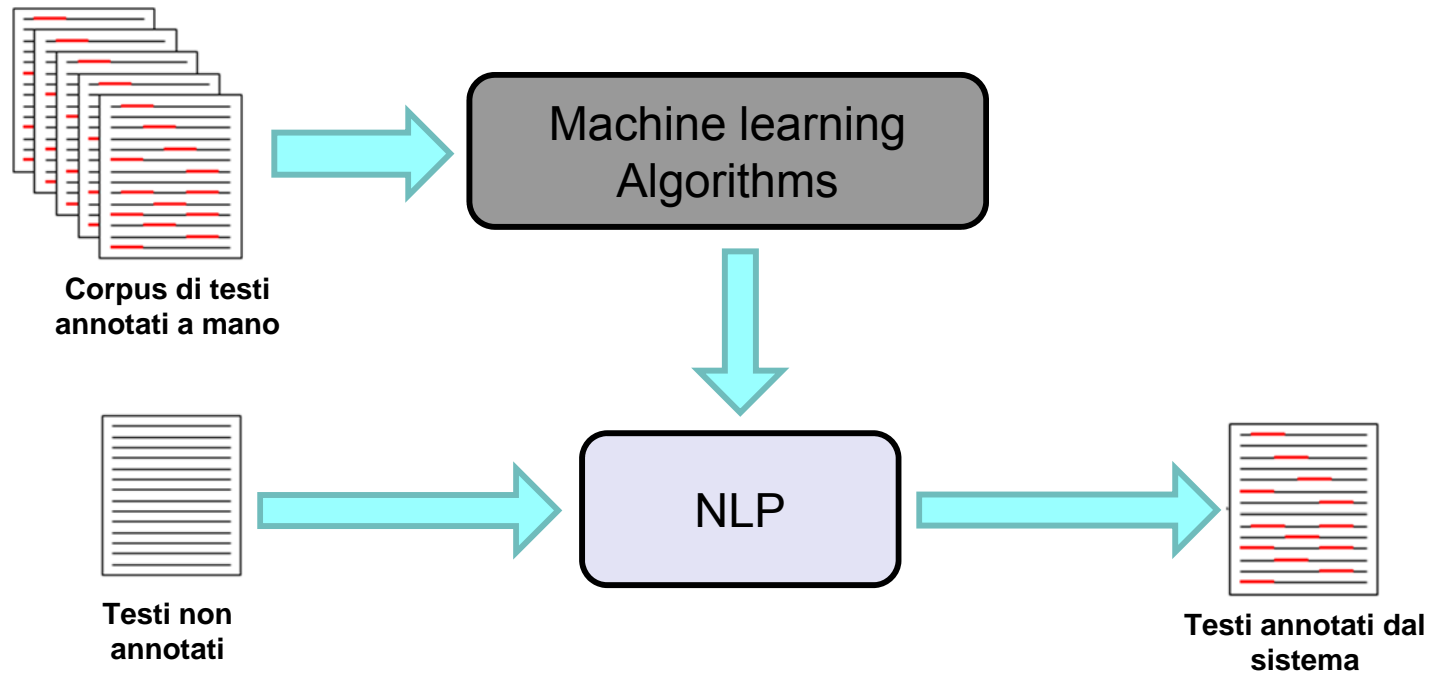 Machine learning
Algorithms
Corpus di testi
annotati a mano
NLP
Testi non
annotati
Testi annotati dal
sistema